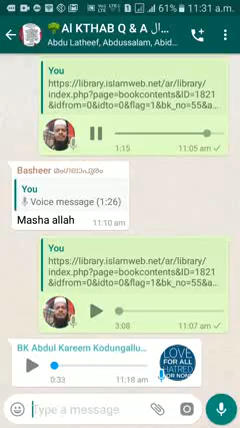 61% 11:31 a.m.
Al KTHAB Q & A ال...
Abdu Latheef, Abdussalam, Abid...
You
https://library.islamweb.net/ar/library/
index.php?page=bookcontents&ID=1821
&idfrom=0&idto=0&flag=1&bk_no=55&a...
1:15 11:05 am
Basheer മംഗലാപുരം
You
Voice message (1:26)
Masha allah
11:10 am
You
https://library.islamweb.net/ar/library/
index.php?page=bookcontents&ID=1821
&idfrom=0&idto=0&flag=1&bk_no=55&a...
3:08 11:07 am
BK Abdul Kareem Kodungallu...
LOVE
FOR ALL
HATRED
FOR NONE
0:33 11:18 am
Type a message